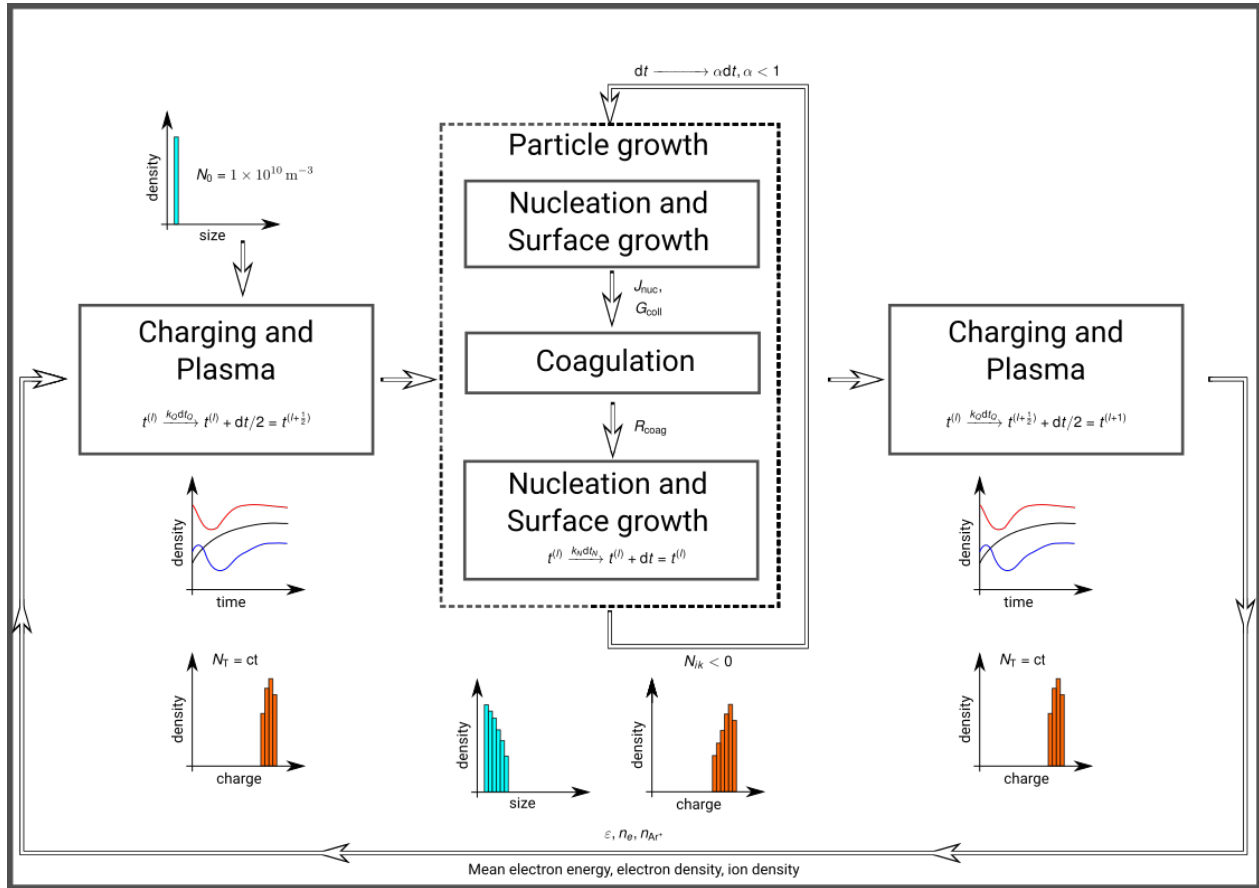 dt ⟶ αdt, α < 1
density
N₀ = 1 × 10¹⁰ m⁻³
size
Particle growth
Nucleation and
Surface growth
J_nuc,
G_coll
Coagulation
R_coag
Nucleation and
Surface growth
t^(l) —k_N dt_N→ t^(l) + dt = t^(l)
N_ik < 0
Charging and
Plasma
t^(l) —k_Q dt_Q→ t^(l) + dt/2 = t^(l+1/2)
density
time
N_T = ct
density
charge
density
size
density
charge
Charging and
Plasma
t^(l) —k_Q dt_Q→ t^(l+1/2) + dt/2 = t^(l+1)
density
time
N_T = ct
density
charge
ε, n_e, n_Ar⁺
Mean electron energy, electron density, ion density